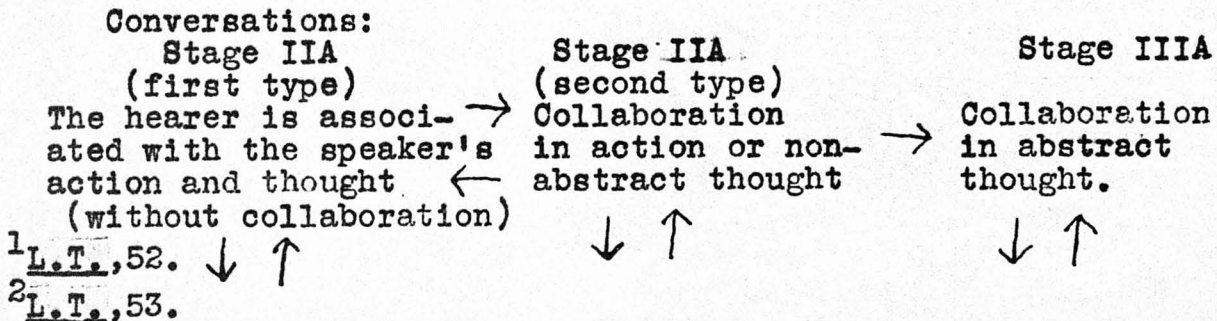 Conversations:
Stage IIA
(first type)
The hearer is associ-
ated with the speaker's
action and thought
(without collaboration)
Stage IIA
(second type)
Collaboration
in action or non-
abstract thought
Stage IIIA
Collaboration
in abstract
thought.
1L.T.,52.
2L.T.,53.